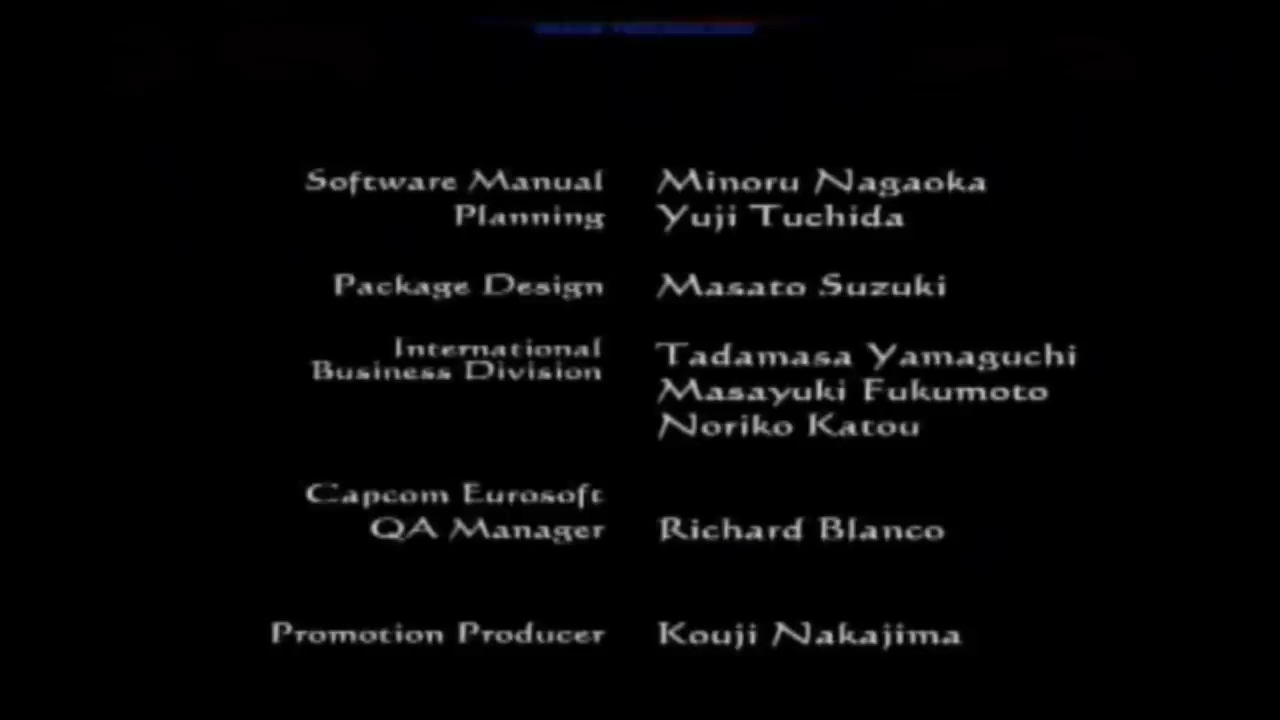 Software Manual Minoru Nagaoka
Planning Yuji Tuchida
Package Design Masato Suzuki
International
Business Division Tadamasa Yamaguchi
Masayuki Fukumoto
Noriko Katou
Capcom Eurosoft
QA Manager Richard Blanco
Promotion Producer Kouji Nakajima